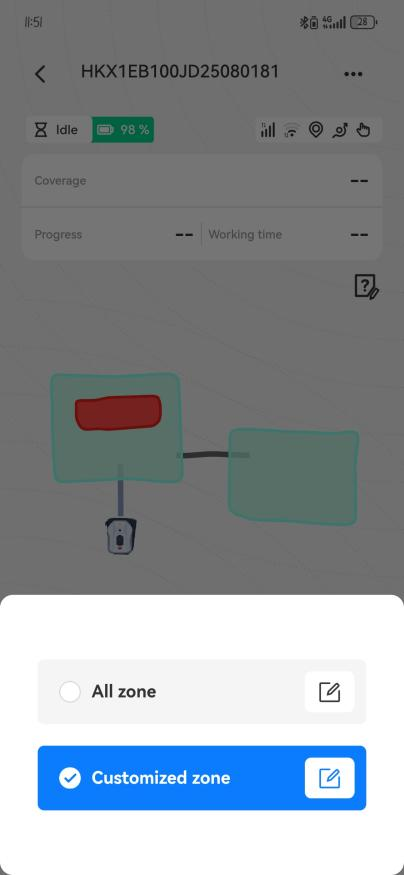 11:51 4G 28
HKX1EB100JD25080181
Idle 98 %
Coverage --
Progress -- Working time --
?
All zone
Customized zone